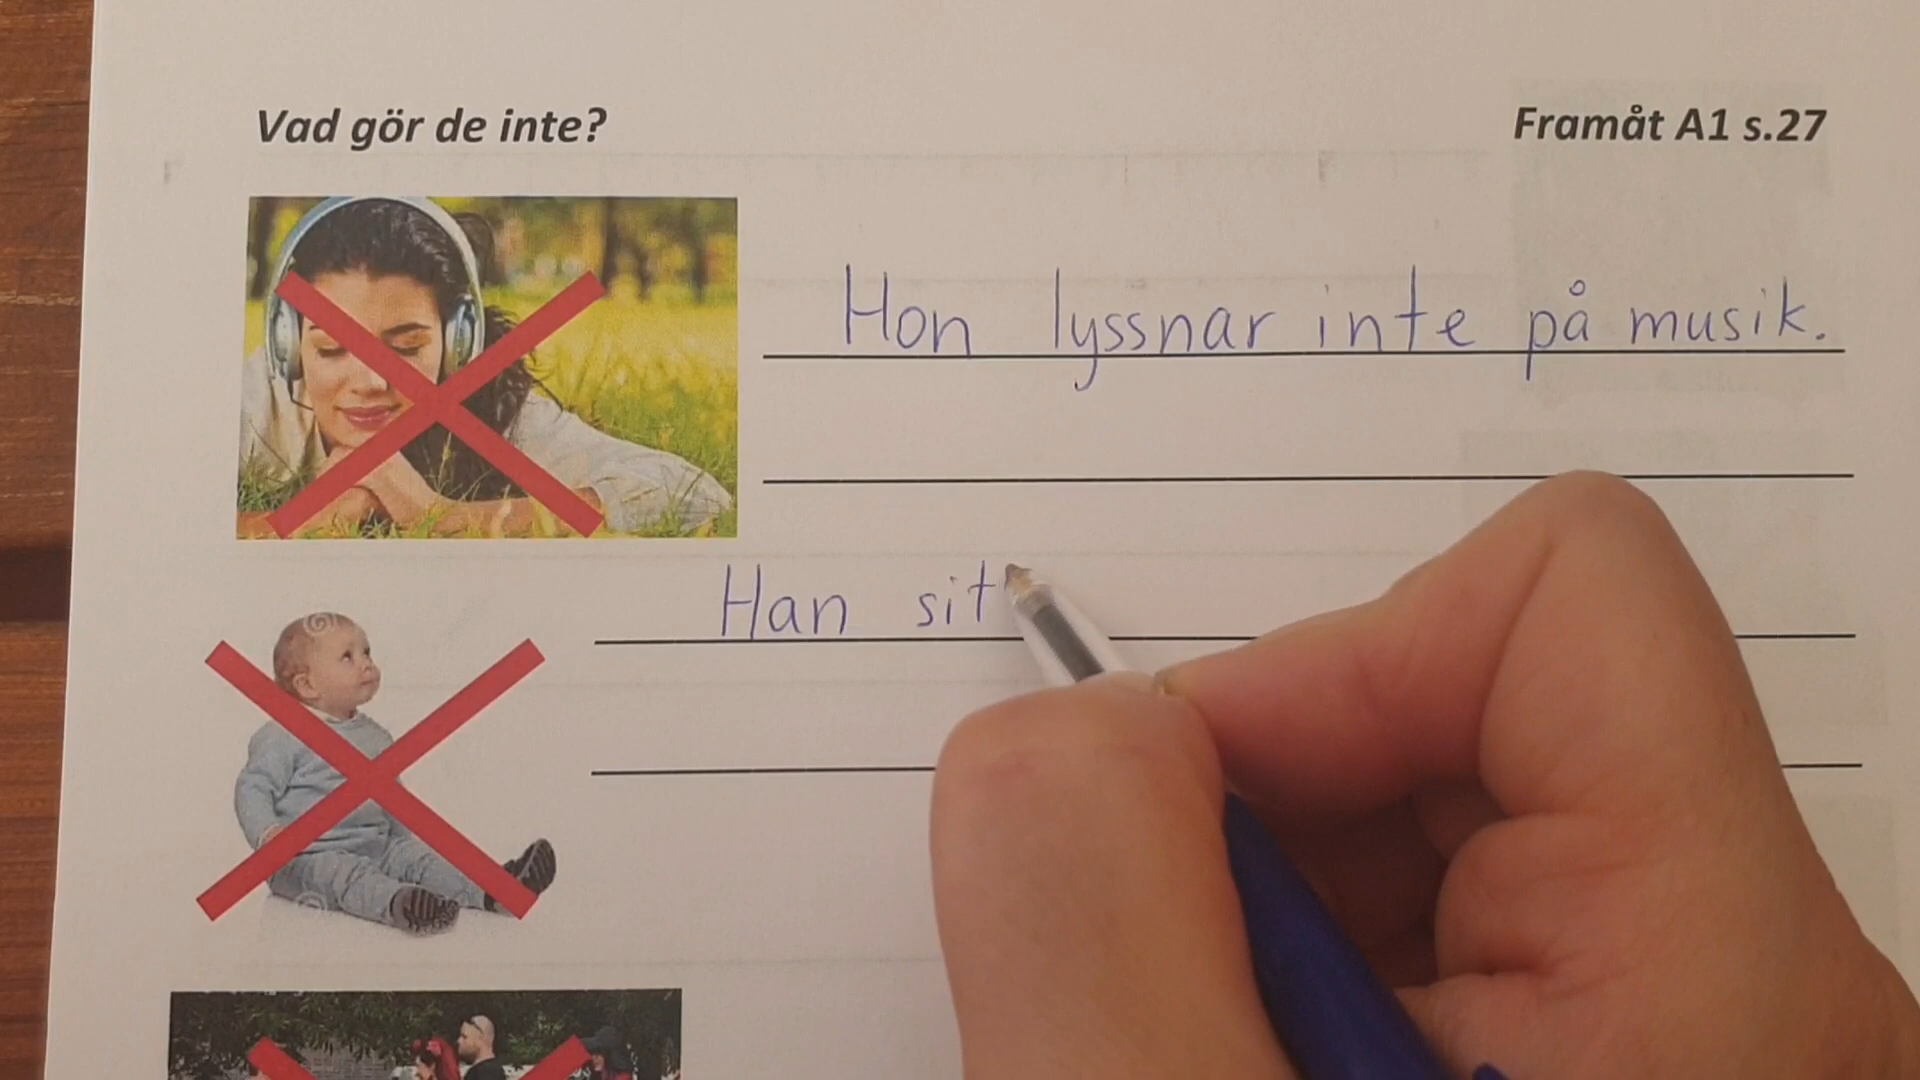 Vad gör de inte?
Framåt A1 s.27
Hon lyssnar inte på musik.
Han sit